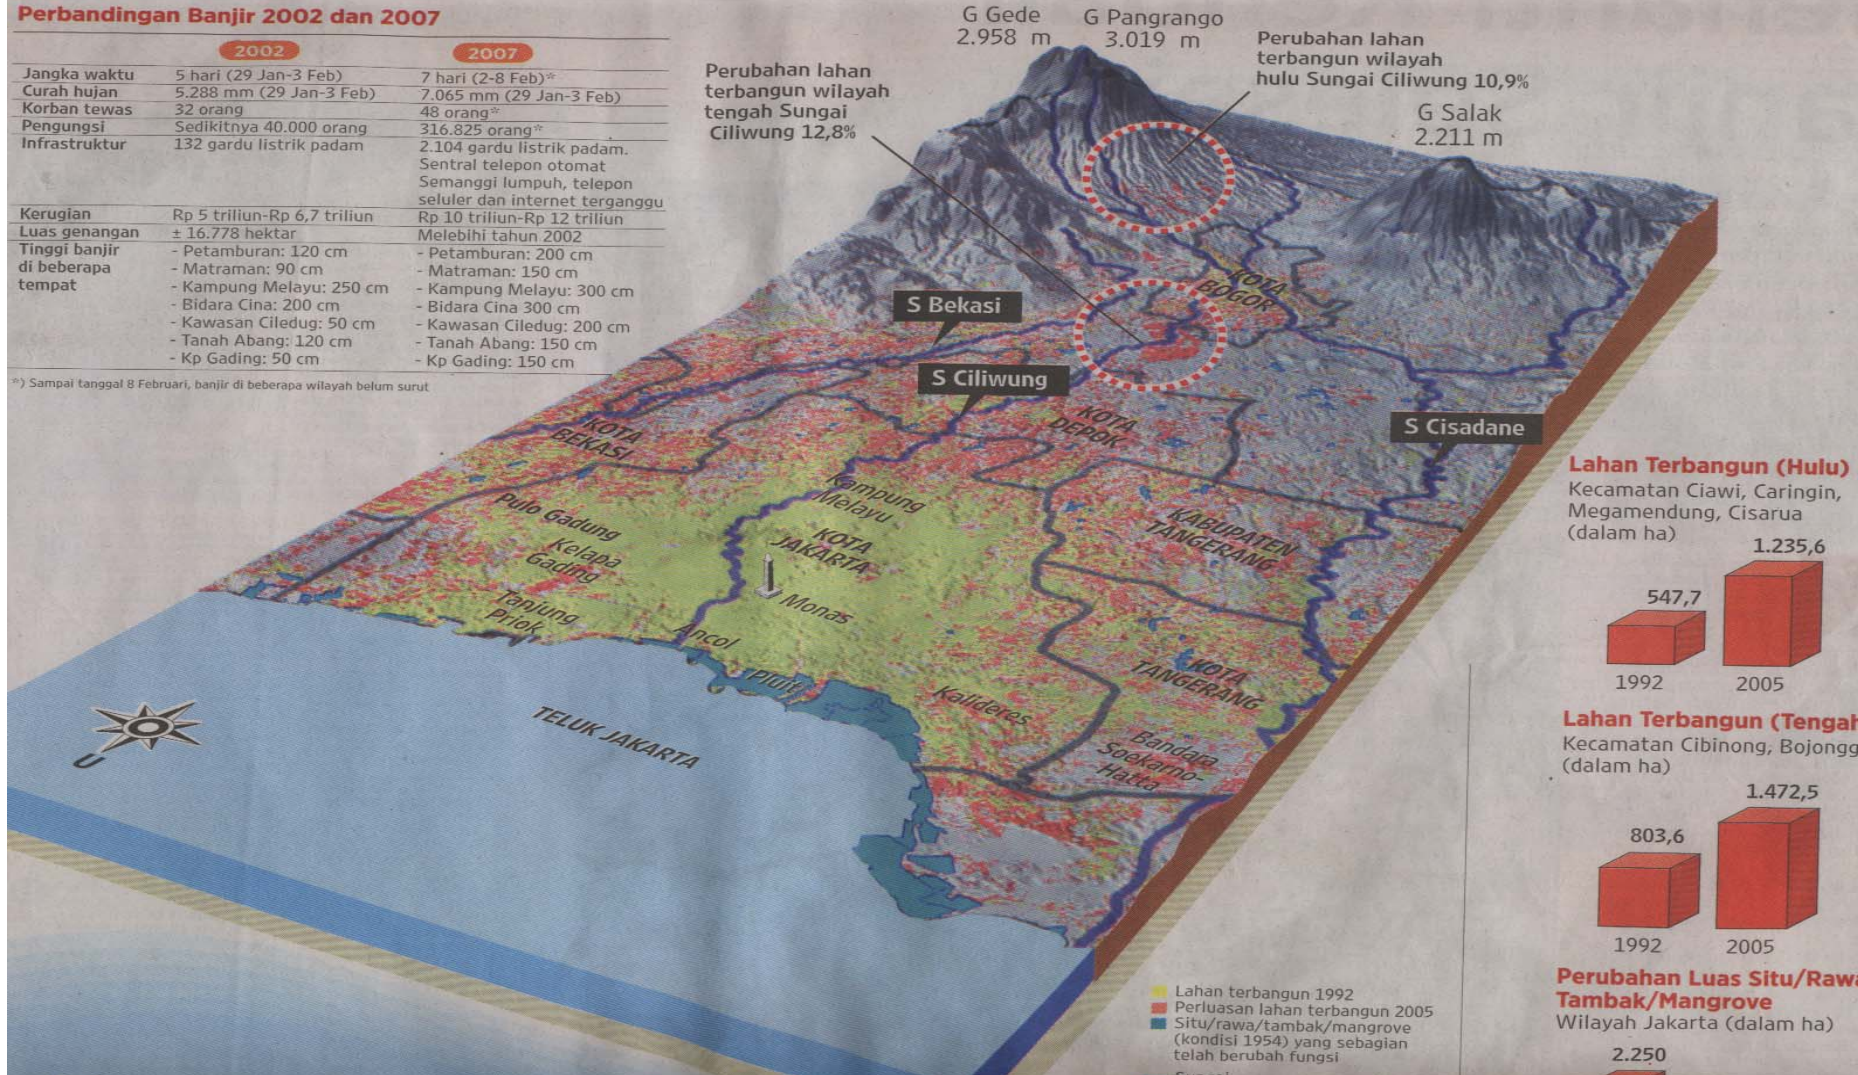 Perbandingan Banjir 2002 dan 2007
2002 2007
Jangka waktu 5 hari (29 Jan-3 Feb) 7 hari (2-8 Feb)*
Curah hujan 5.288 mm (29 Jan-3 Feb) 7.065 mm (29 Jan-3 Feb)
Korban tewas 32 orang 48 orang*
Pengungsi Sedikitnya 40.000 orang 316.825 orang*
Infrastruktur 132 gardu listrik padam 2.104 gardu listrik padam.
Sentral telepon otomat
Semanggi lumpuh, telepon
seluler dan internet terganggu
Kerugian Rp 5 triliun-Rp 6,7 triliun Rp 10 triliun-Rp 12 triliun
Luas genangan ± 16.778 hektar Melebihi tahun 2002
Tinggi banjir - Petamburan: 120 cm - Petamburan: 200 cm
di beberapa - Matraman: 90 cm - Matraman: 150 cm
tempat - Kampung Melayu: 250 cm - Kampung Melayu: 300 cm
- Bidara Cina: 200 cm - Bidara Cina 300 cm
- Kawasan Ciledug: 50 cm - Kawasan Ciledug: 200 cm
- Tanah Abang: 120 cm - Tanah Abang: 150 cm
- Kp Gading: 50 cm - Kp Gading: 150 cm
*) Sampai tanggal 8 Februari, banjir di beberapa wilayah belum surut
G Gede
2.958 m
G Pangrango
3.019 m
Perubahan lahan
terbangun wilayah
hulu Sungai Ciliwung 10,9%
Perubahan lahan
terbangun wilayah
tengah Sungai
Ciliwung 12,8%
G Salak
2.211 m
KOTA
BOGOR
S Bekasi
S Ciliwung
S Cisadane
KOTA
BEKASI
KOTA
DEPOK
Kampung
Melayu
Pulo Gadung
Kelapa
Gading
KOTA
JAKARTA
KABUPATEN
TANGERANG
Monas
Tanjung
Priok
Ancol
Pluit
Kalideres
KOTA
TANGERANG
Bandara
Soekarno-
Hatta
TELUK JAKARTA
U
Lahan Terbangun (Hulu)
Kecamatan Ciawi, Caringin,
Megamendung, Cisarua
(dalam ha)
1.235,6
547,7
1992 2005
Lahan Terbangun (Tengah
Kecamatan Cibinong, Bojongg
(dalam ha)
1.472,5
803,6
1992 2005
Perubahan Luas Situ/Rawa
Tambak/Mangrove
Wilayah Jakarta (dalam ha)
2.250
Lahan terbangun 1992
Perluasan lahan terbangun 2005
Situ/rawa/tambak/mangrove
(kondisi 1954) yang sebagian
telah berubah fungsi